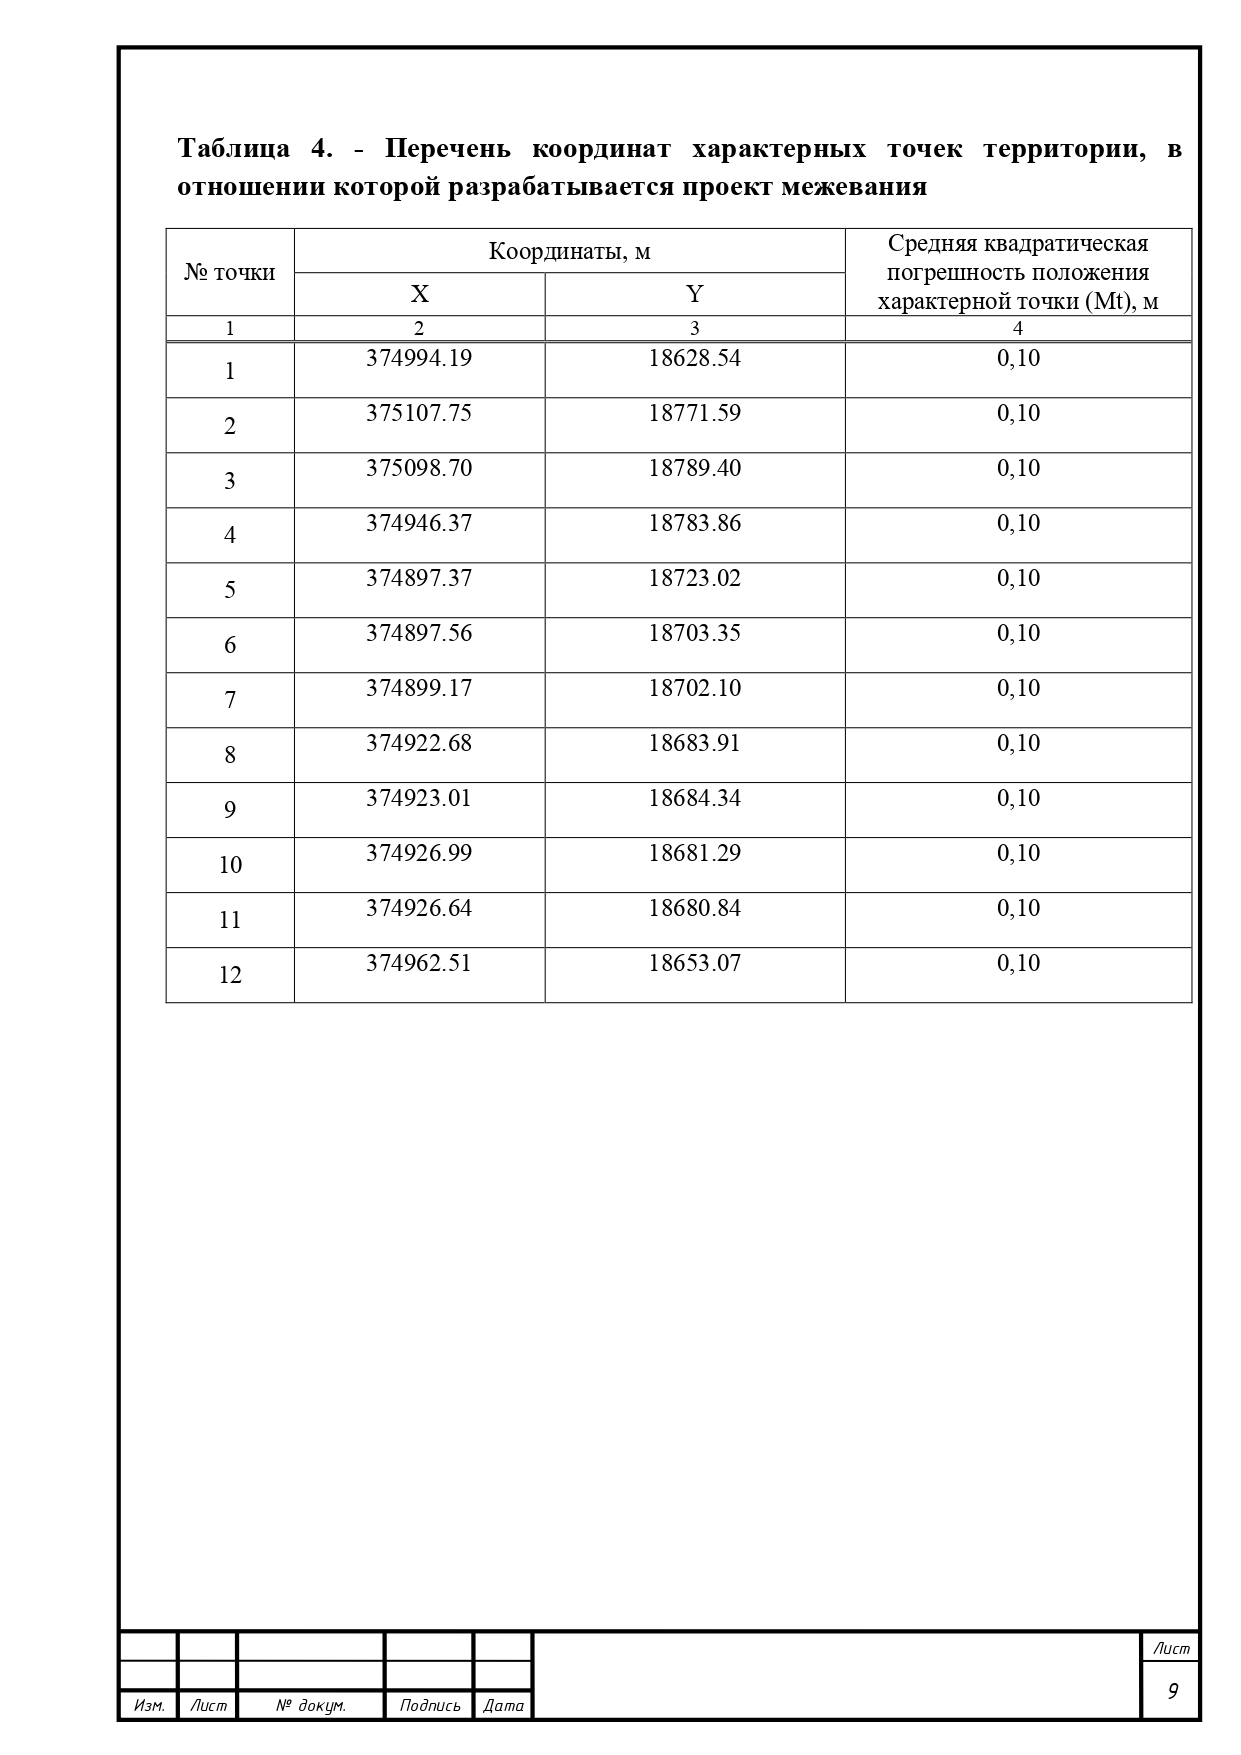 Таблица 4. - Перечень координат характерных точек территории, в
отношении которой разрабатывается проект межевания
№ точки
Координаты, м
Средняя квадратическая
погрешность положения
характерной точки (Mt), м
X
Y
1 2 3 4
1 374994.19 18628.54 0,10
2 375107.75 18771.59 0,10
3 375098.70 18789.40 0,10
4 374946.37 18783.86 0,10
5 374897.37 18723.02 0,10
6 374897.56 18703.35 0,10
7 374899.17 18702.10 0,10
8 374922.68 18683.91 0,10
9 374923.01 18684.34 0,10
10 374926.99 18681.29 0,10
11 374926.64 18680.84 0,10
12 374962.51 18653.07 0,10
Лист
9
Изм. Лист № докум. Подпись Дата